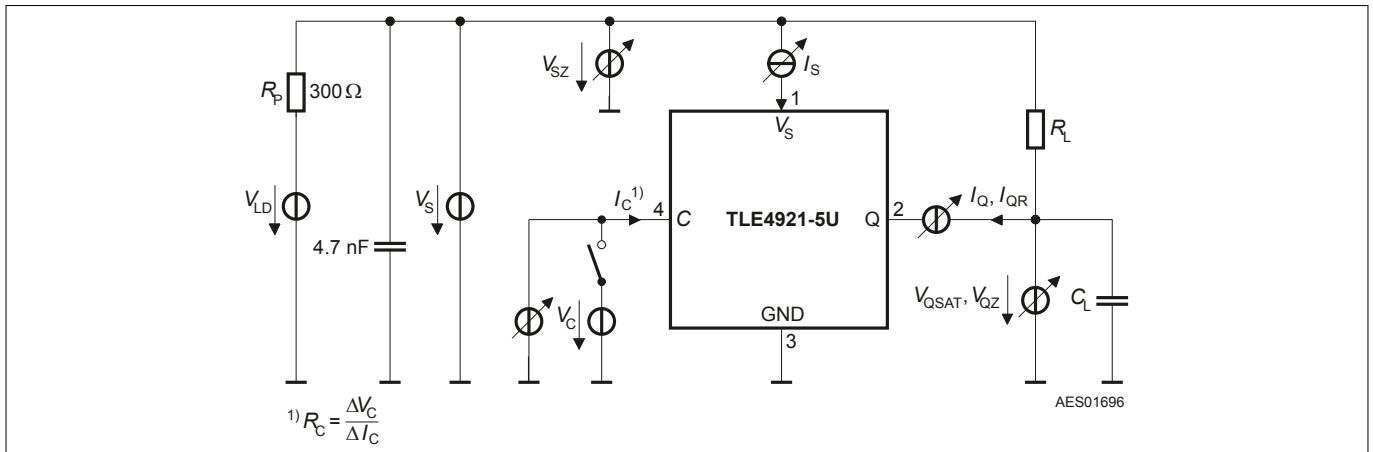 V_SZ
I_S
R_P 300 Ω
1
V_S
R_L
V_LD
V_S
I_C 1)
4 C
TLE4921-5U
Q 2
I_Q, I_QR
4.7 nF
V_C
V_QSAT, V_QZ
C_L
GND
3
AES01696
1) R_C = ΔV_C / ΔI_C